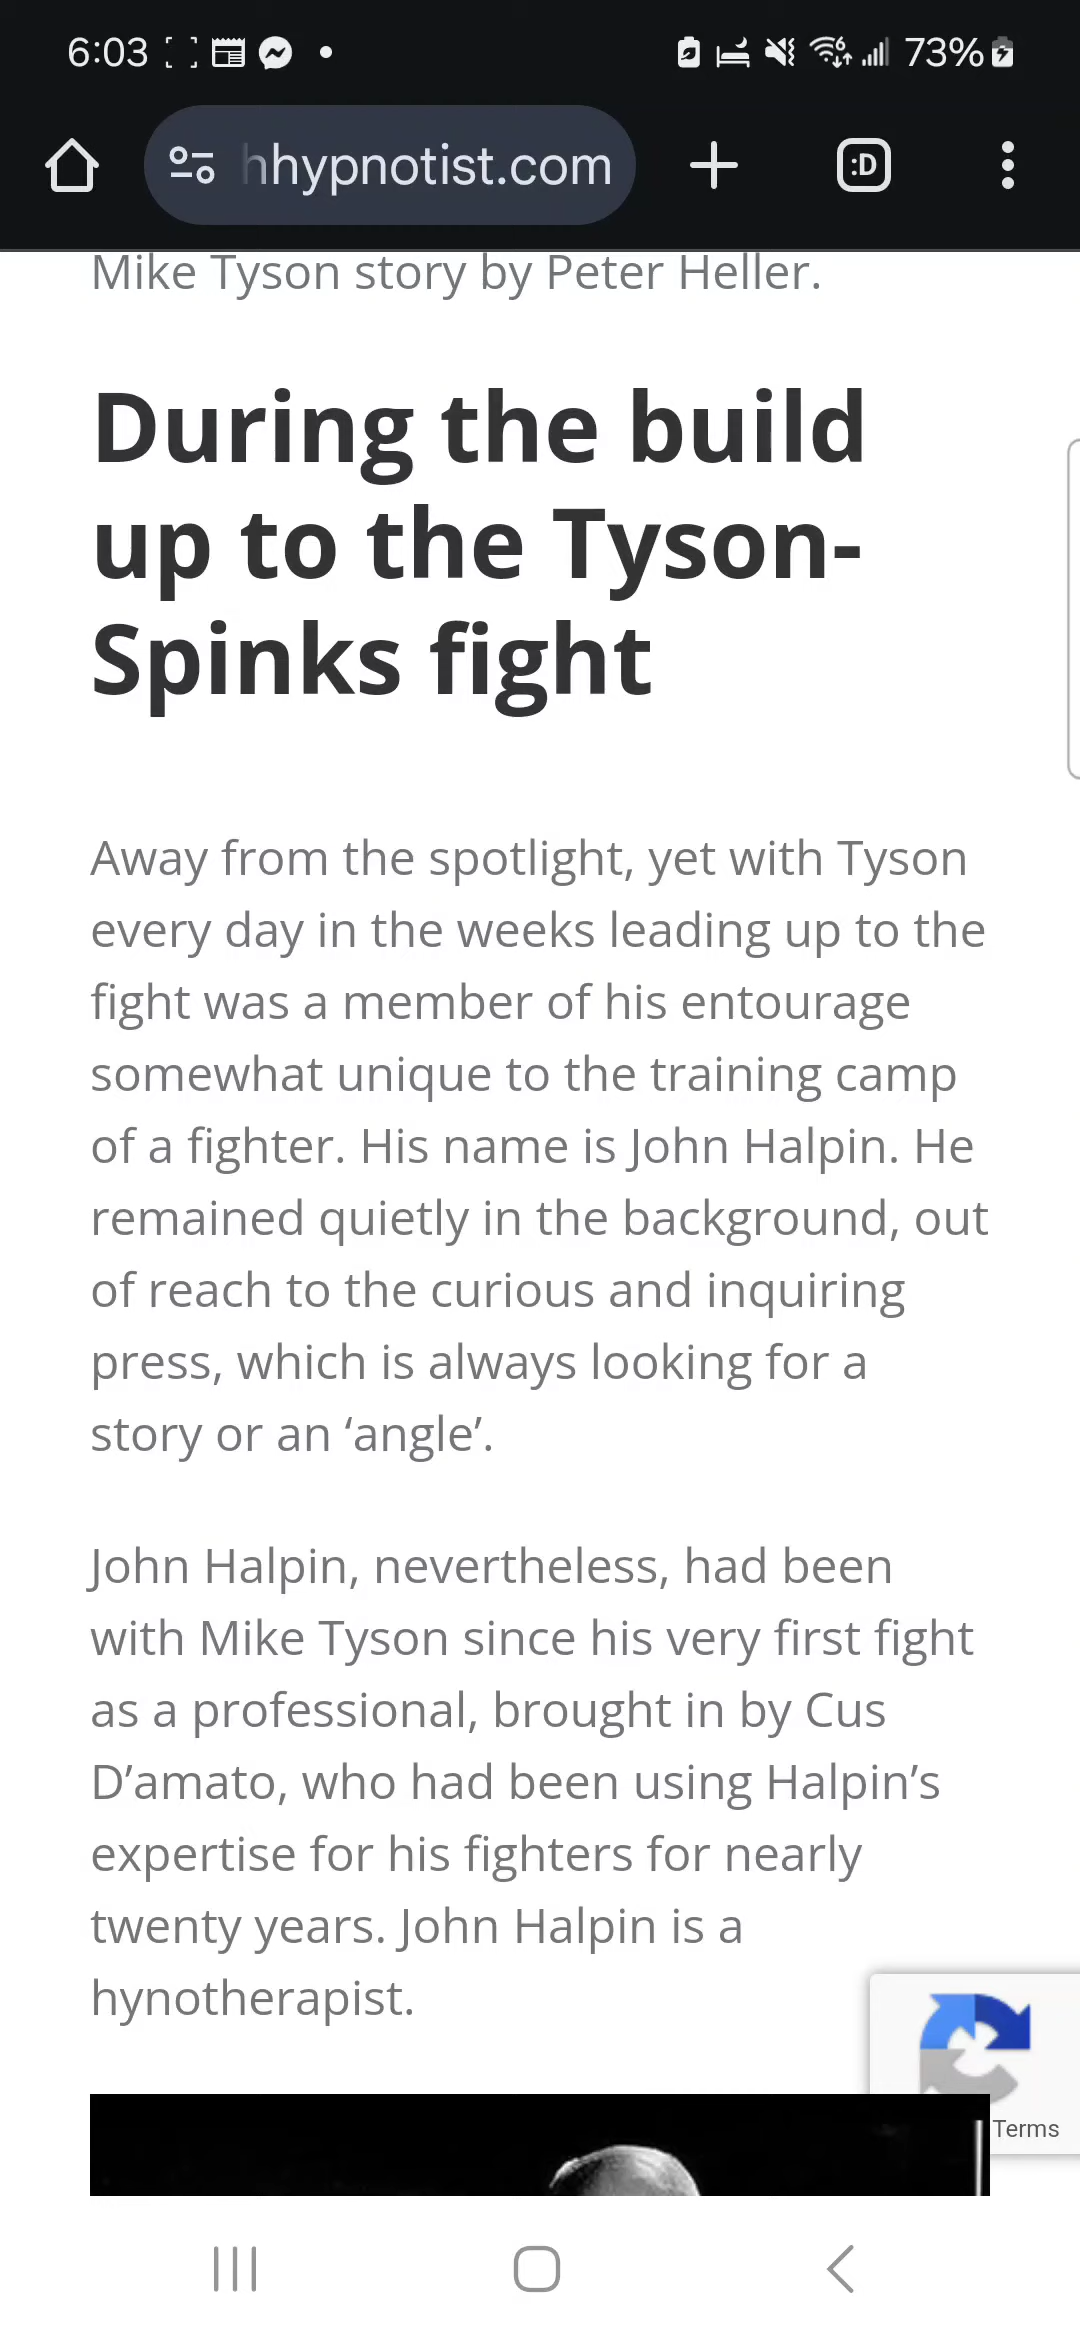 6:03
73%
hhypnotist.com
:D
Mike Tyson story by Peter Heller.
During the build
up to the Tyson-
Spinks fight
Away from the spotlight, yet with Tyson
every day in the weeks leading up to the
fight was a member of his entourage
somewhat unique to the training camp
of a fighter. His name is John Halpin. He
remained quietly in the background, out
of reach to the curious and inquiring
press, which is always looking for a
story or an ‘angle’.
John Halpin, nevertheless, had been
with Mike Tyson since his very first fight
as a professional, brought in by Cus
D’amato, who had been using Halpin’s
expertise for his fighters for nearly
twenty years. John Halpin is a
hynotherapist.
Terms